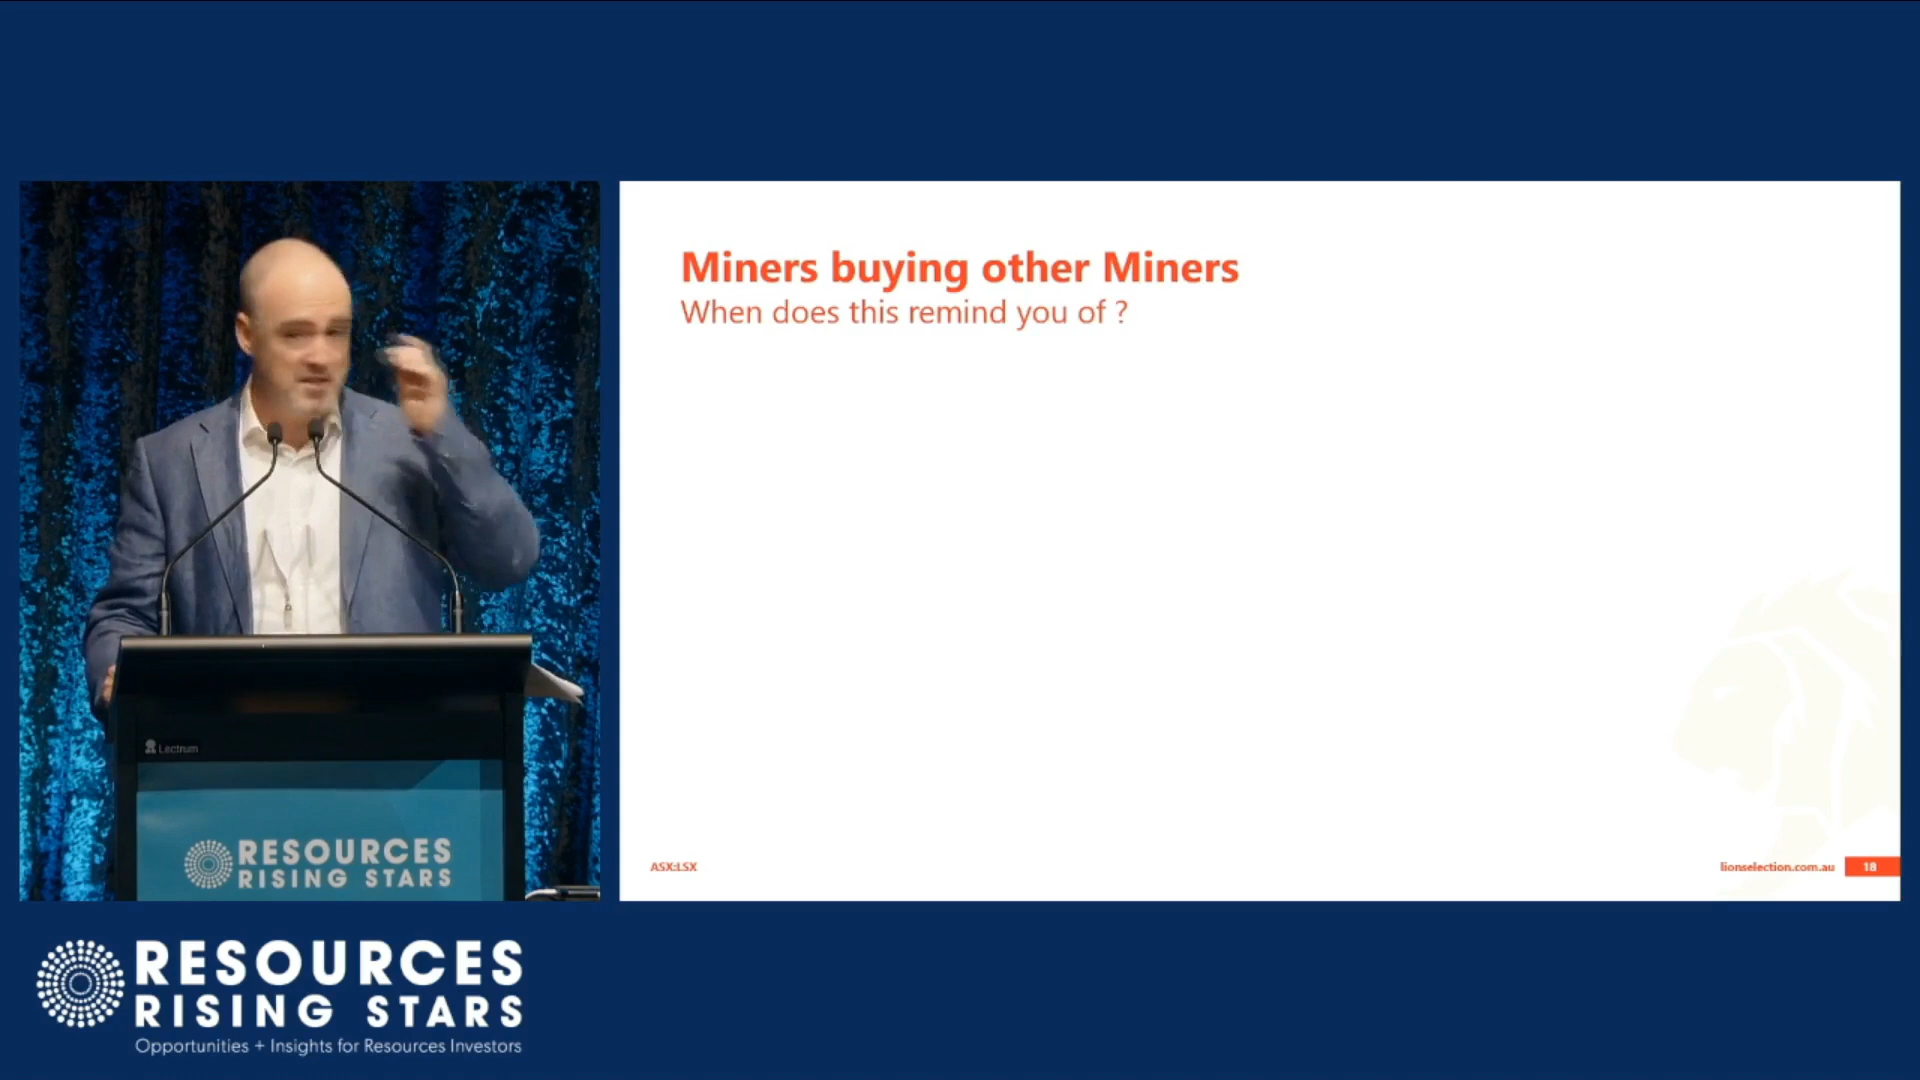 Miners buying other Miners
When does this remind you of ?
Lectrum
RESOURCES
RISING STARS
ASX:LSX
lionselection.com.au
18
RESOURCES
RISING STARS
Opportunities + Insights for Resources Investors